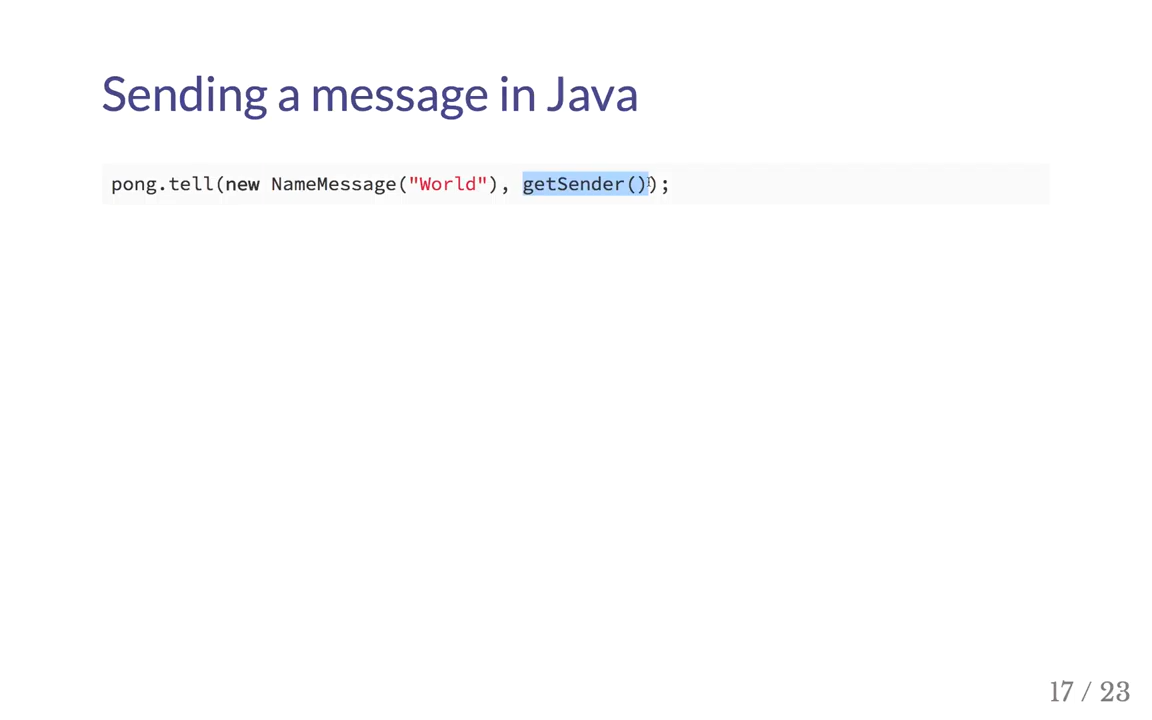 Sending a message in Java
pong.tell(new NameMessage("World"), getSender());
17 / 23